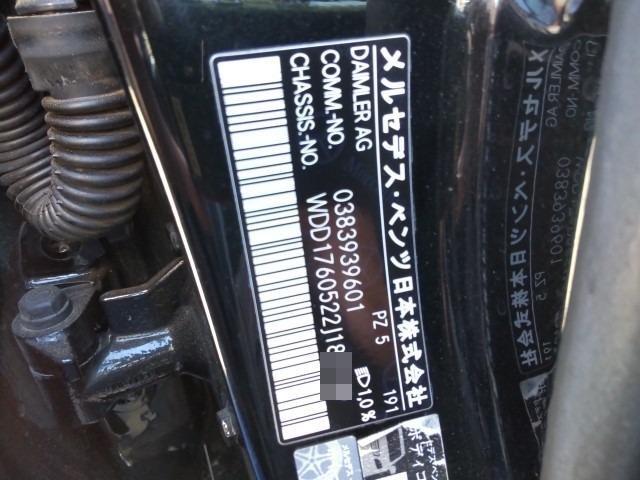 メルセデス・ベンツ日本株式会社
DAIMLER AG PZ 5 191
COMM.-NO. 0383939601 1,0%
CHASSIS.-NO. WDD1760522J18